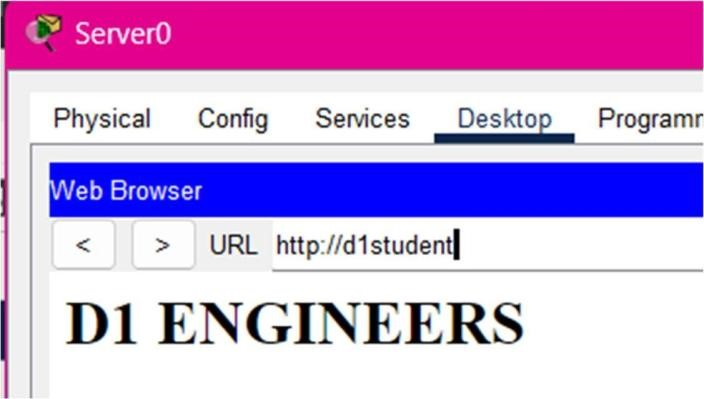 Server0
Physical Config Services Desktop Programm
Web Browser
< > URL http://d1student
D1 ENGINEERS